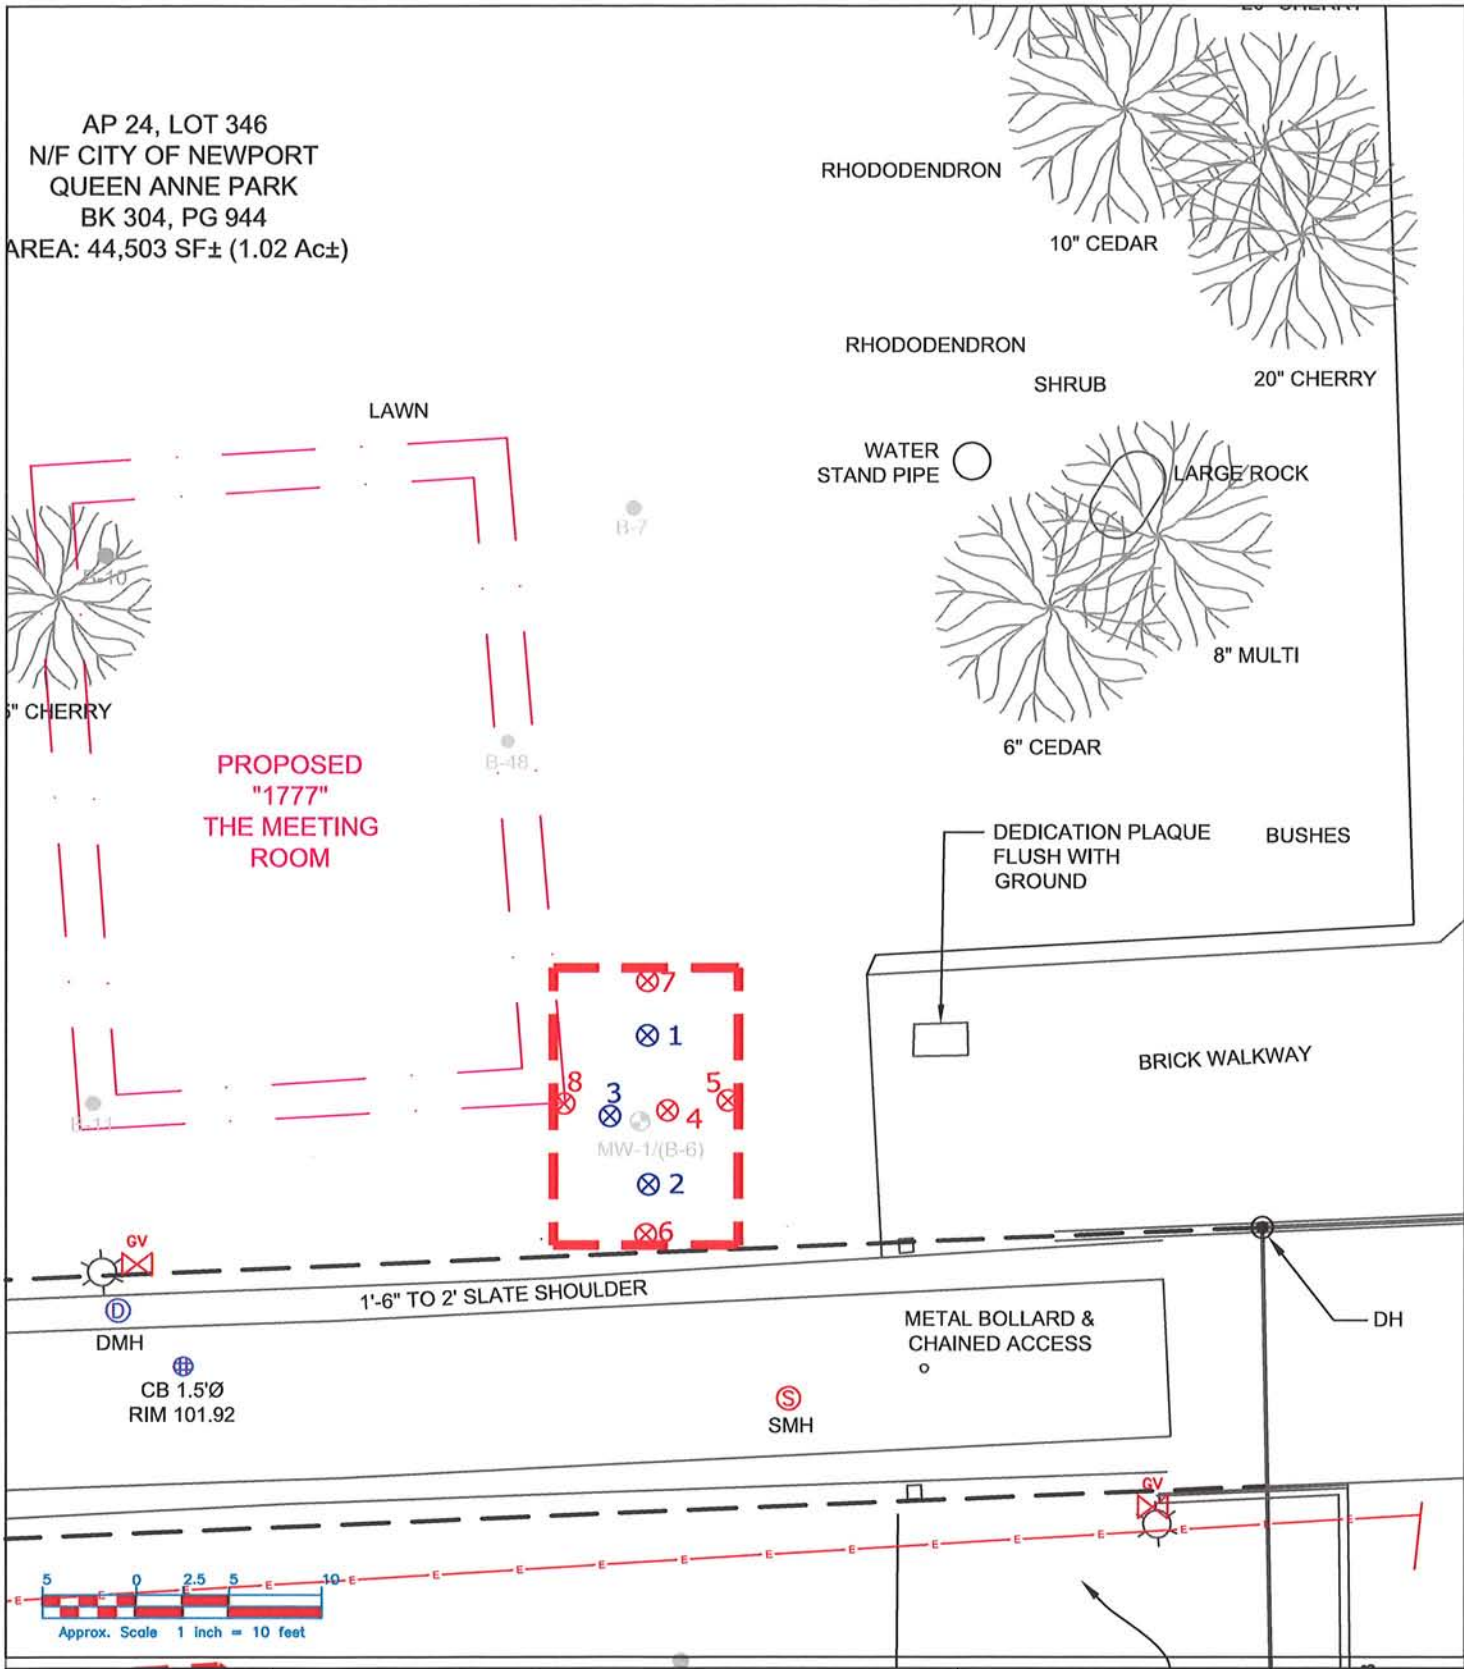 AP 24, LOT 346
N/F CITY OF NEWPORT
QUEEN ANNE PARK
BK 304, PG 944
AREA: 44,503 SF± (1.02 Ac±)
RHODODENDRON
10" CEDAR
RHODODENDRON
SHRUB
20" CHERRY
LAWN
WATER
STAND PIPE
LARGE ROCK
B-7
B-10
8" MULTI
" CHERRY
6" CEDAR
B-48
PROPOSED
"1777"
THE MEETING
ROOM
DEDICATION PLAQUE
FLUSH WITH
GROUND
BUSHES
7
1
BRICK WALKWAY
8
3
5
4
B-11
MW-1/(B-6)
2
6
GV
1'-6" TO 2' SLATE SHOULDER
D
DMH
METAL BOLLARD &
CHAINED ACCESS
DH
CB 1.5'Ø
RIM 101.92
S
SMH
GV
E E E E E E E E E E E E E E E E E
5 0 2.5 5 10
Approx. Scale 1 inch = 10 feet